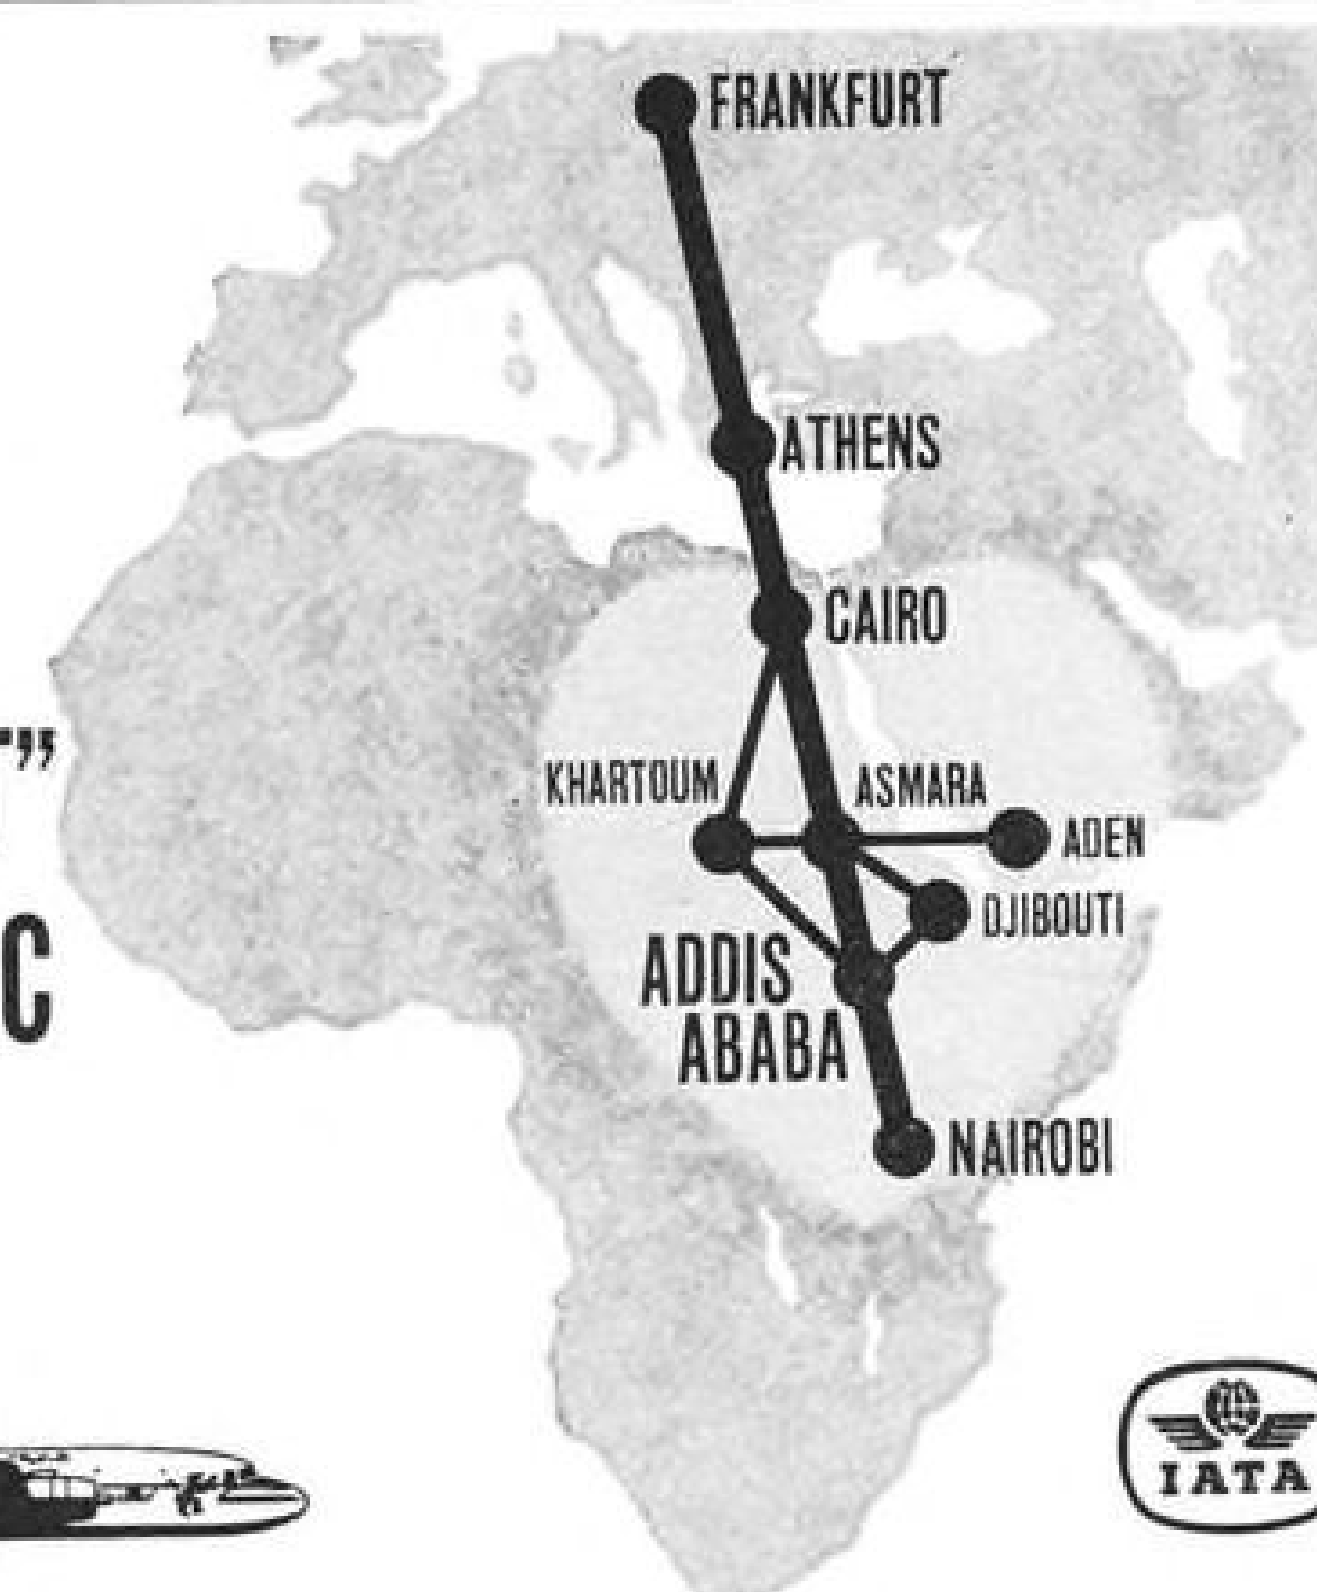 FRANKFURT
ATHENS
CAIRO
KHARTOUM
ASMARA
ADEN
DJIBOUTI
ADDIS
ABABA
NAIROBI
”
C
IATA